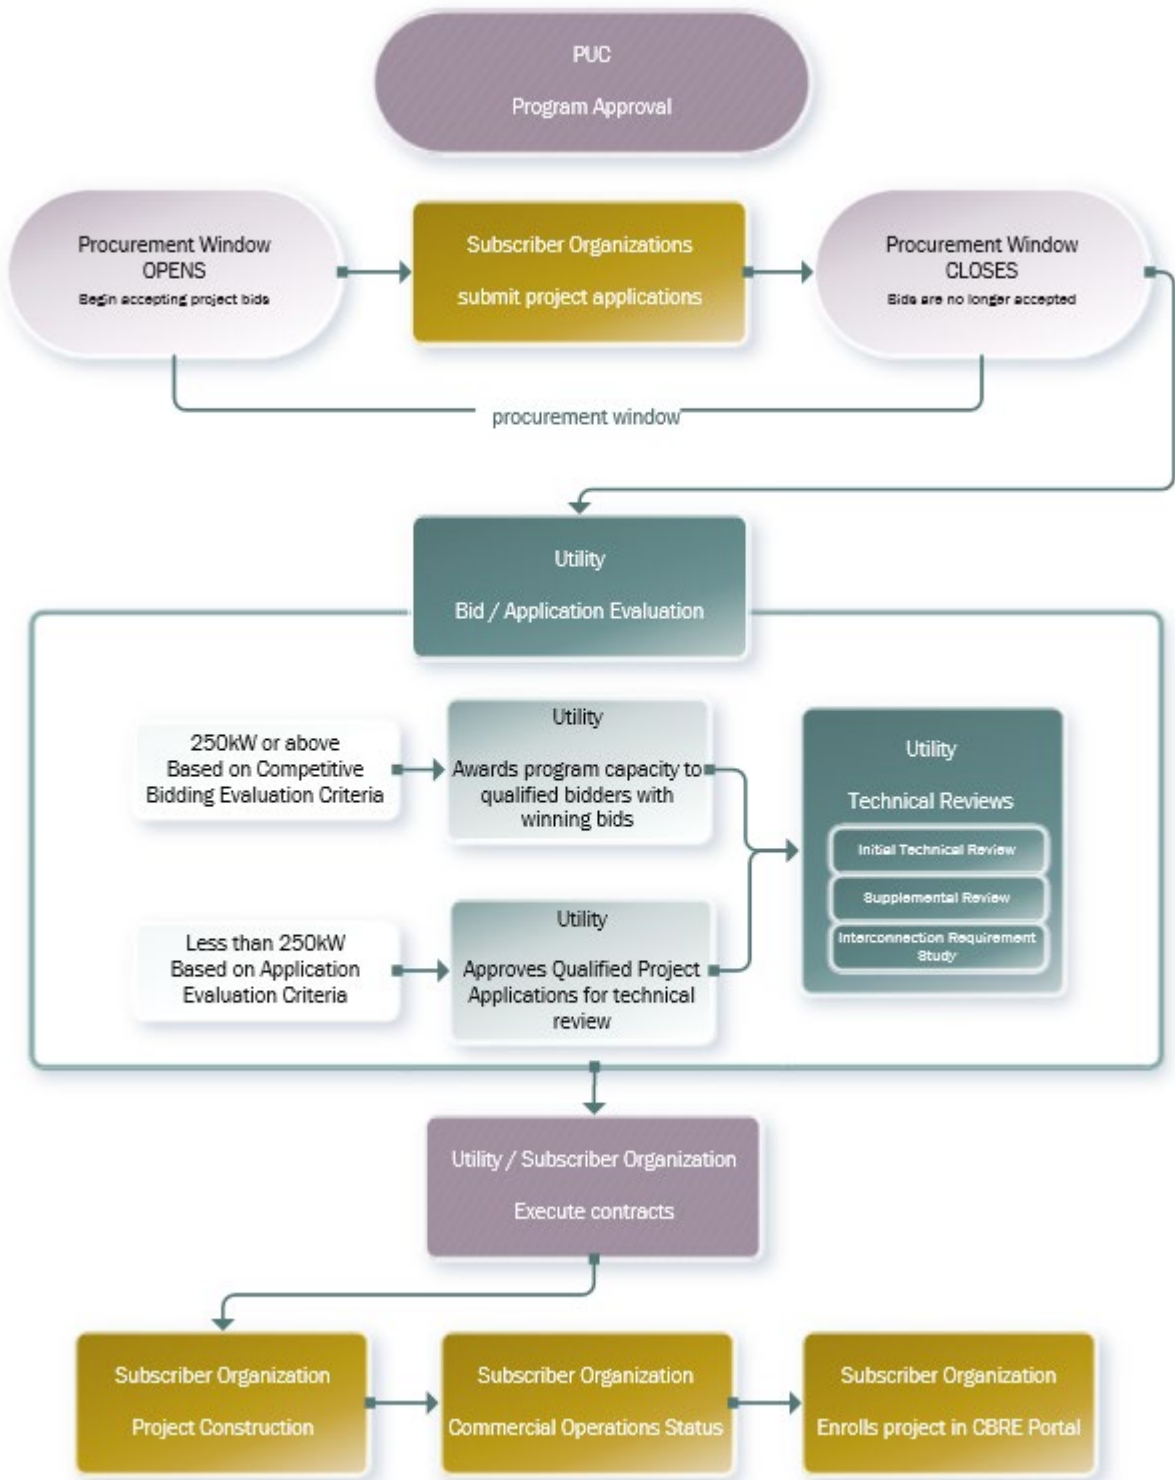 PUC
Program Approval
Procurement Window
OPENS
Begin accepting project bids
Subscriber Organizations
submit project applications
Procurement Window
CLOSES
Bids are no longer accepted
procurement window
Utility
Bid / Application Evaluation
250kW or above
Based on Competitive
Bidding Evaluation Criteria
Utility
Awards program capacity to
qualified bidders with
winning bids
Utility
Technical Reviews
Initial Technical Review
Supplemental Review
Interconnection Requirement
Study
Less than 250kW
Based on Application
Evaluation Criteria
Utility
Approves Qualified Project
Applications for technical
review
Utility / Subscriber Organization
Execute contracts
Subscriber Organization
Project Construction
Subscriber Organization
Commercial Operations Status
Subscriber Organization
Enrolls project in CBRE Portal